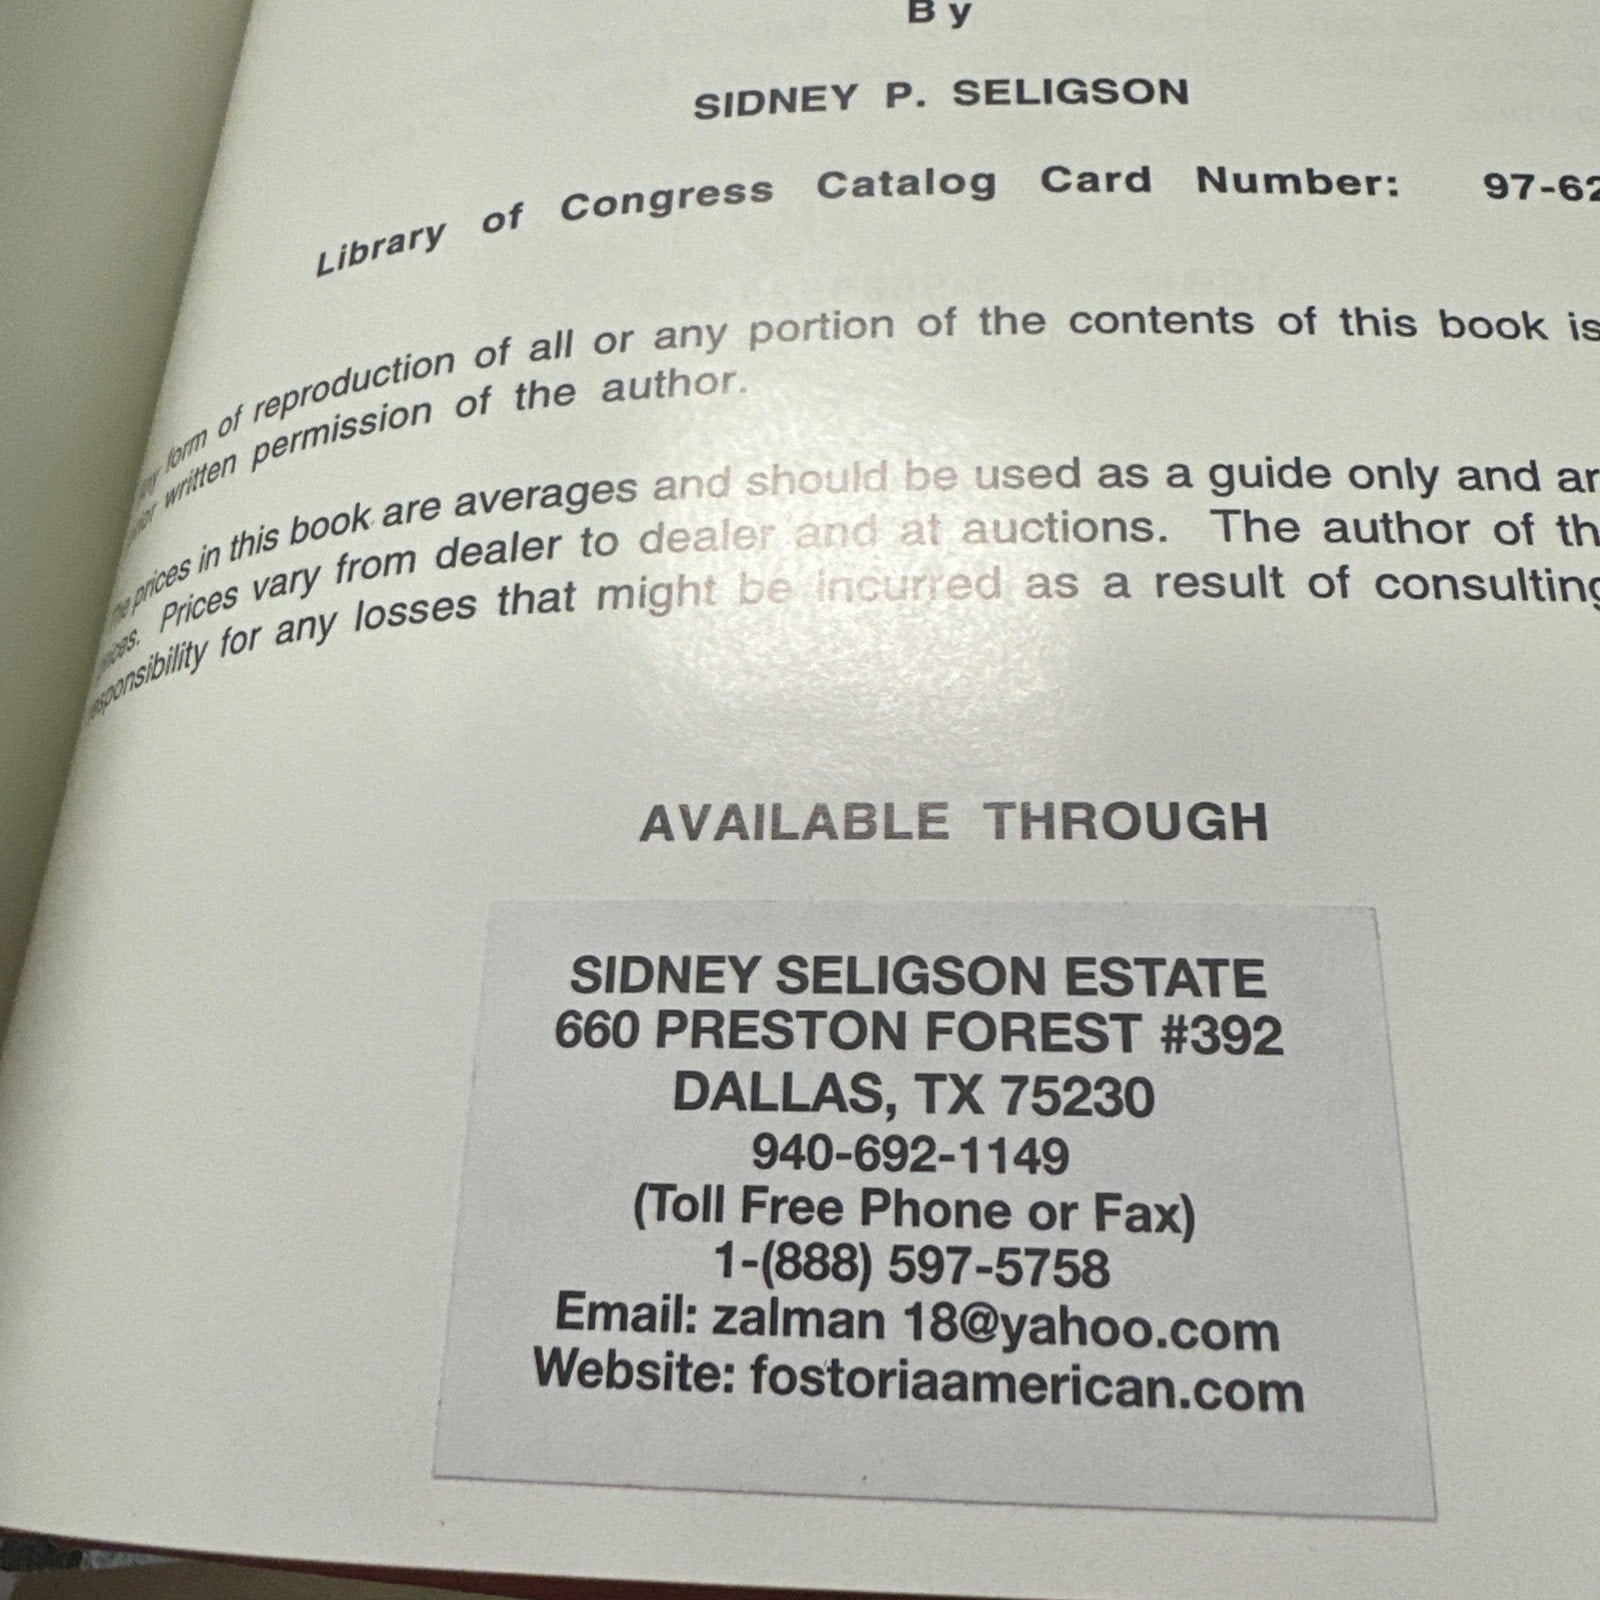 By
SIDNEY P. SELIGSON
Library of Congress Catalog Card Number: 97-62
any form of reproduction of all or any portion of the contents of this book is
prior written permission of the author.
The prices in this book are averages and should be used as a guide only and ar
prices. Prices vary from dealer to dealer and at auctions. The author of th
responsibility for any losses that might be incurred as a result of consulting
AVAILABLE THROUGH
SIDNEY SELIGSON ESTATE
660 PRESTON FOREST #392
DALLAS, TX 75230
940-692-1149
(Toll Free Phone or Fax)
1-(888) 597-5758
Email: zalman 18@yahoo.com
Website: fostoriaamerican.com